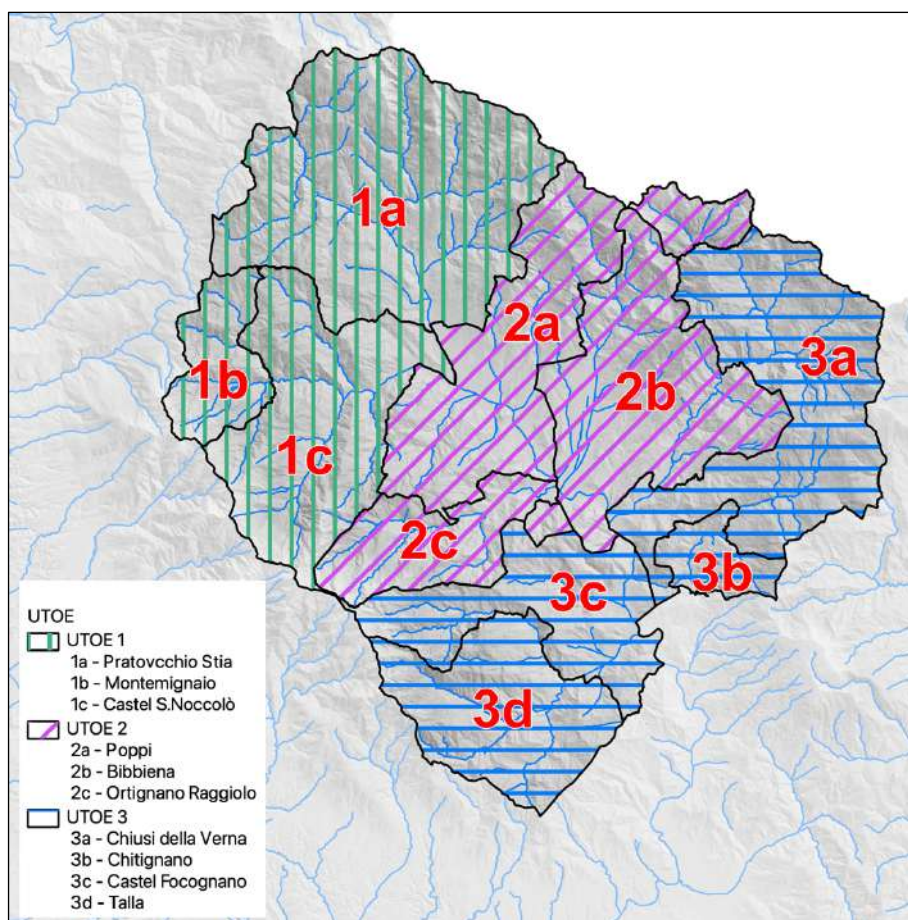 1a
2a
3a
1b
2b
1c
2c
3b
3c
3d
UTOE
UTOE 1
1a - Pratovcchio Stia
1b - Montemignaio
1c - Castel S.Noccolò
UTOE 2
2a - Poppi
2b - Bibbiena
2c - Ortignano Raggiolo
UTOE 3
3a - Chiusi della Verna
3b - Chitignano
3c - Castel Focognano
3d - Talla